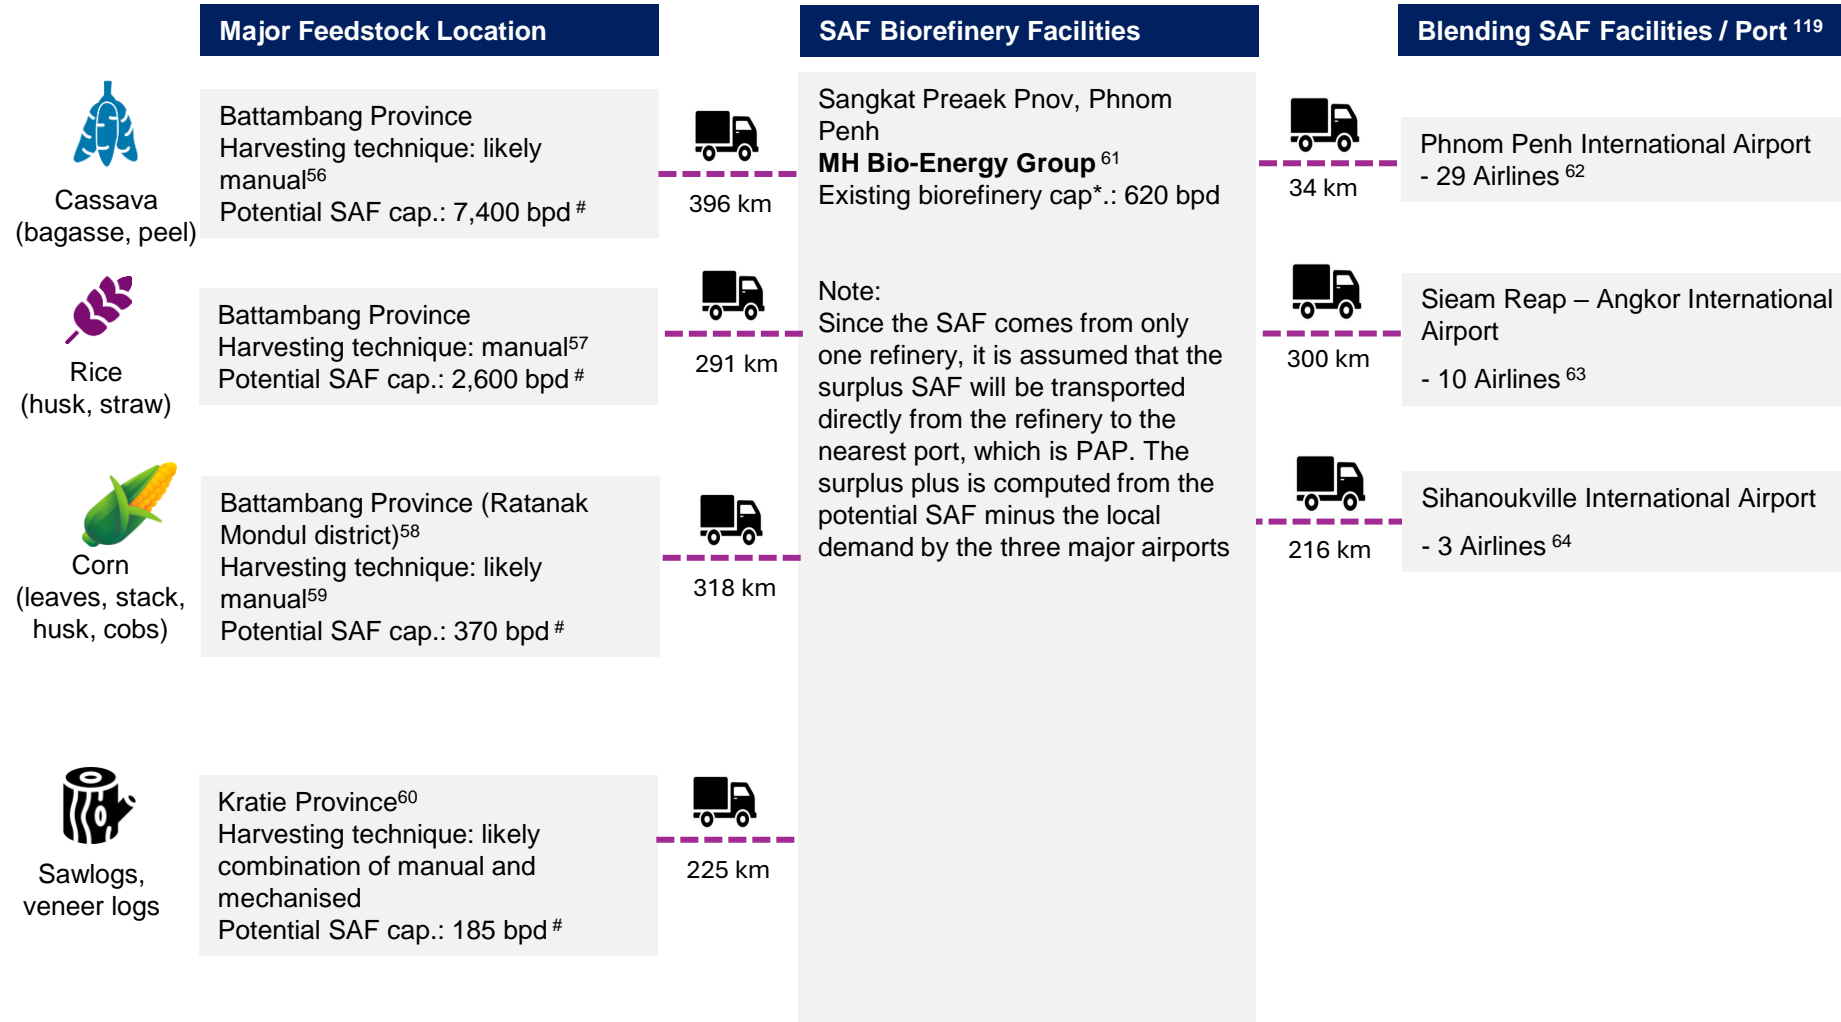 Major Feedstock Location
SAF Biorefinery Facilities
Blending SAF Facilities / Port 119
Cassava
(bagasse, peel)
Battambang Province
Harvesting technique: likely
manual56
Potential SAF cap.: 7,400 bpd #
396 km
Rice
(husk, straw)
Battambang Province
Harvesting technique: manual57
Potential SAF cap.: 2,600 bpd #
291 km
Corn
(leaves, stack,
husk, cobs)
Battambang Province (Ratanak
Mondul district)58
Harvesting technique: likely
manual59
Potential SAF cap.: 370 bpd #
318 km
Sawlogs,
veneer logs
Kratie Province60
Harvesting technique: likely
combination of manual and
mechanised
Potential SAF cap.: 185 bpd #
225 km
Sangkat Preaek Pnov, Phnom
Penh
MH Bio-Energy Group 61
Existing biorefinery cap*.: 620 bpd
Note:
Since the SAF comes from only
one refinery, it is assumed that the
surplus SAF will be transported
directly from the refinery to the
nearest port, which is PAP. The
surplus plus is computed from the
potential SAF minus the local
demand by the three major airports
34 km
Phnom Penh International Airport
- 29 Airlines 62
300 km
Sieam Reap – Angkor International
Airport
- 10 Airlines 63
216 km
Sihanoukville International Airport
- 3 Airlines 64